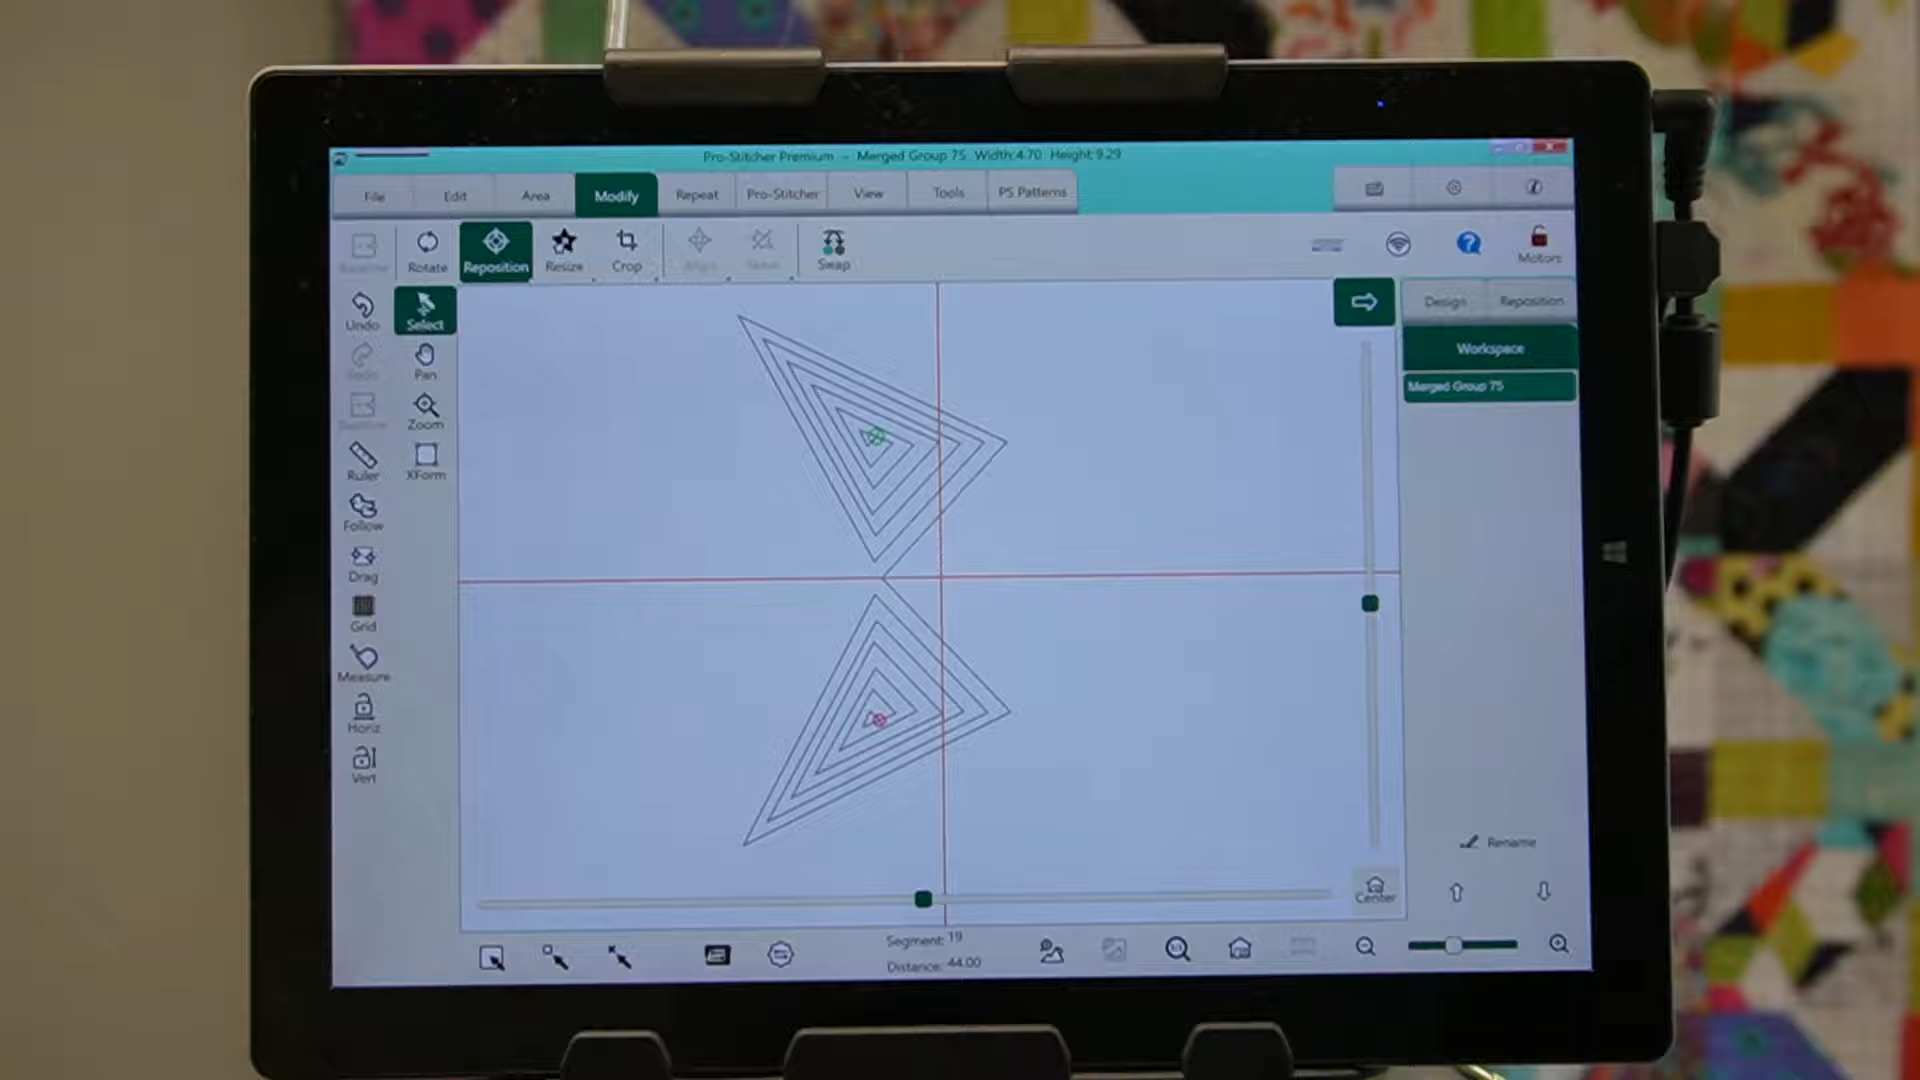 Pro-Stitcher Premium - Merged Group 75 Width:4.70 Height:9.29
File Edit Area Modify Repeat Pro-Stitcher View Tools PS Patterns
Rotate Reposition Resize Crop Align Swap Motors
Undo Select
Redo Pan
Zoom
Ruler XForm
Follow
Drag
Grid
Measure
Horiz
Vert
Design Reposition
Workspace
Merged Group 75
Rename
Center
Segment: 19
Distance: 44.00